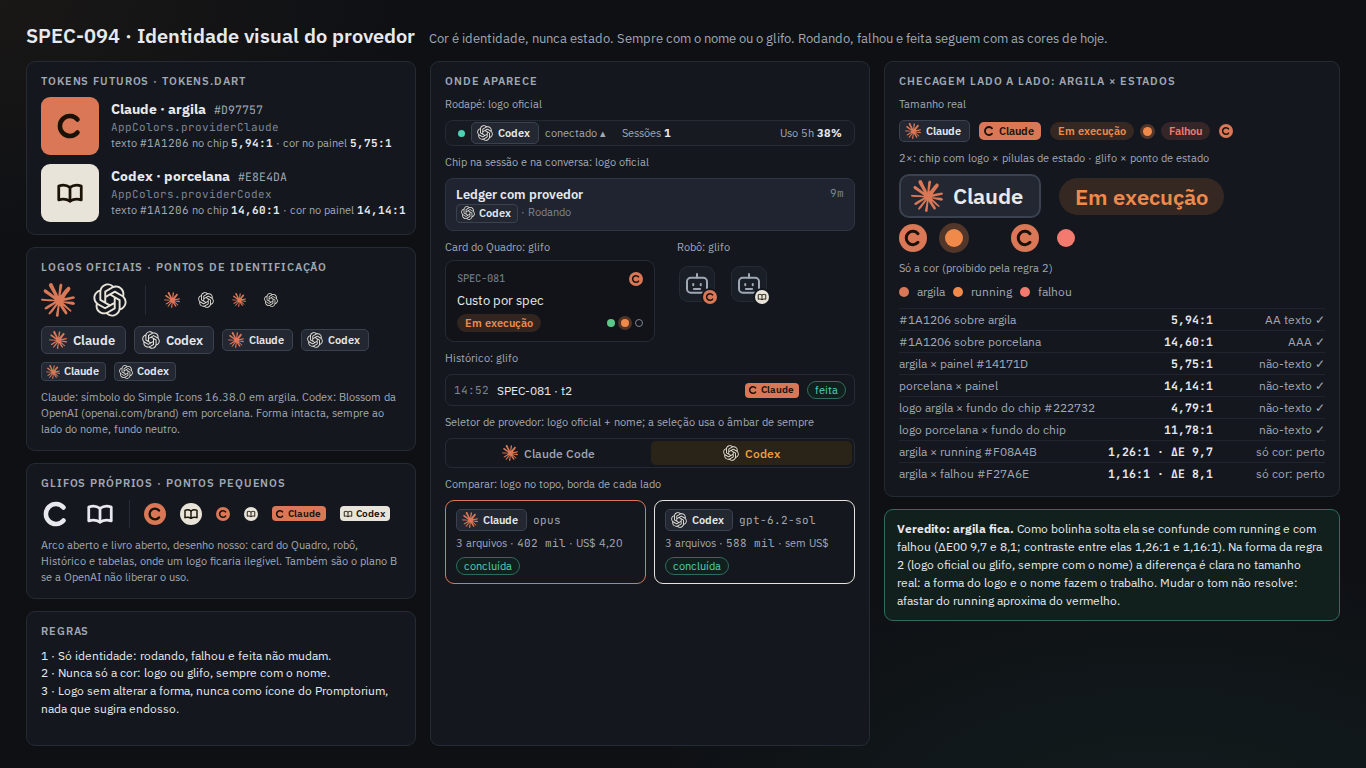 SPEC-094 · Identidade visual do provedor
Cor é identidade, nunca estado. Sempre com o nome ou o glifo. Rodando, falhou e feita seguem com as cores de hoje.
TOKENS FUTUROS · TOKENS.DART
Claude · argila #D97757
AppColors.providerClaude
texto #1A1206 no chip 5,94:1 · cor no painel 5,75:1
Codex · porcelana #E8E4DA
AppColors.providerCodex
texto #1A1206 no chip 14,60:1 · cor no painel 14,14:1
LOGOS OFICIAIS · PONTOS DE IDENTIFICAÇÃO
Claude Codex Claude Codex
Claude Codex
Claude: símbolo do Simple Icons 16.38.0 em argila. Codex: Blossom da
OpenAI (openai.com/brand) em porcelana. Forma intacta, sempre ao
lado do nome, fundo neutro.
GLIFOS PRÓPRIOS · PONTOS PEQUENOS
Claude Codex
Arco aberto e livro aberto, desenho nosso: card do Quadro, robô,
Histórico e tabelas, onde um logo ficaria ilegível. Também são o plano B
se a OpenAI não liberar o uso.
REGRAS
1 · Só identidade: rodando, falhou e feita não mudam.
2 · Nunca só a cor: logo ou glifo, sempre com o nome.
3 · Logo sem alterar a forma, nunca como ícone do Promptorium,
nada que sugira endosso.
ONDE APARECE
Rodapé: logo oficial
Codex conectado ▴ Sessões 1 Uso 5h 38%
Chip na sessão e na conversa: logo oficial
Ledger com provedor 9m
Codex · Rodando
Card do Quadro: glifo
SPEC-081
Custo por spec
Em execução
Robô: glifo
Histórico: glifo
14:52 SPEC-081 · t2 Claude feita
Seletor de provedor: logo oficial + nome; a seleção usa o âmbar de sempre
Claude Code Codex
Comparar: logo no topo, borda de cada lado
Claude opus
3 arquivos · 402 mil · US$ 4,20
concluída
Codex gpt-6.2-sol
3 arquivos · 588 mil · sem US$
concluída
CHECAGEM LADO A LADO: ARGILA × ESTADOS
Tamanho real
Claude Claude Em execução Falhou
2×: chip com logo × pílulas de estado · glifo × ponto de estado
Claude Em execução
Só a cor (proibido pela regra 2)
argila running falhou
#1A1206 sobre argila 5,94:1 AA texto ✓
#1A1206 sobre porcelana 14,60:1 AAA ✓
argila × painel #14171D 5,75:1 não-texto ✓
porcelana × painel 14,14:1 não-texto ✓
logo argila × fundo do chip #222732 4,79:1 não-texto ✓
logo porcelana × fundo do chip 11,78:1 não-texto ✓
argila × running #F08A4B 1,26:1 · ΔE 9,7 só cor: perto
argila × falhou #F27A6E 1,16:1 · ΔE 8,1 só cor: perto
Veredito: argila fica. Como bolinha solta ela se confunde com running e com
falhou (ΔE00 9,7 e 8,1; contraste entre elas 1,26:1 e 1,16:1). Na forma da regra
2 (logo oficial ou glifo, sempre com o nome) a diferença é clara no tamanho
real: a forma do logo e o nome fazem o trabalho. Mudar o tom não resolve:
afastar do running aproxima do vermelho.